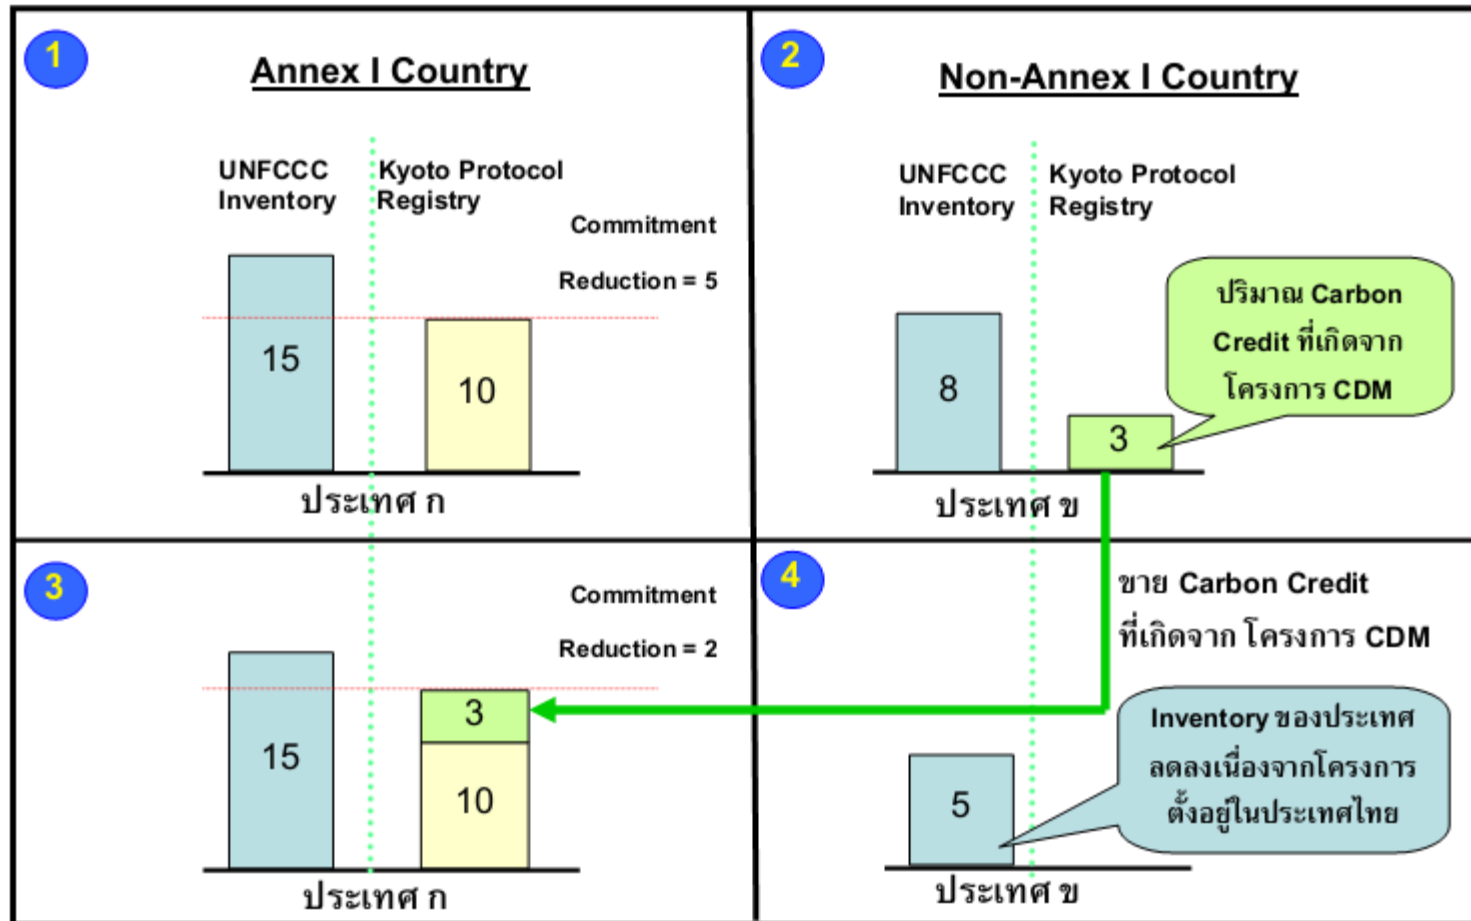 1
Annex I Country
UNFCCC
Inventory
Kyoto Protocol
Registry
Commitment
Reduction = 5
15
10
ประเทศ ก
2
Non-Annex I Country
UNFCCC
Inventory
Kyoto Protocol
Registry
ปริมาณ Carbon
Credit ที่เกิดจาก
โครงการ CDM
8
3
ประเทศ ข
3
Commitment
Reduction = 2
15
3
10
ประเทศ ก
4
ขาย Carbon Credit
ที่เกิดจาก โครงการ CDM
Inventory ของประเทศ
ลดลงเนื่องจากโครงการ
ตั้งอยู่ในประเทศไทย
5
ประเทศ ข